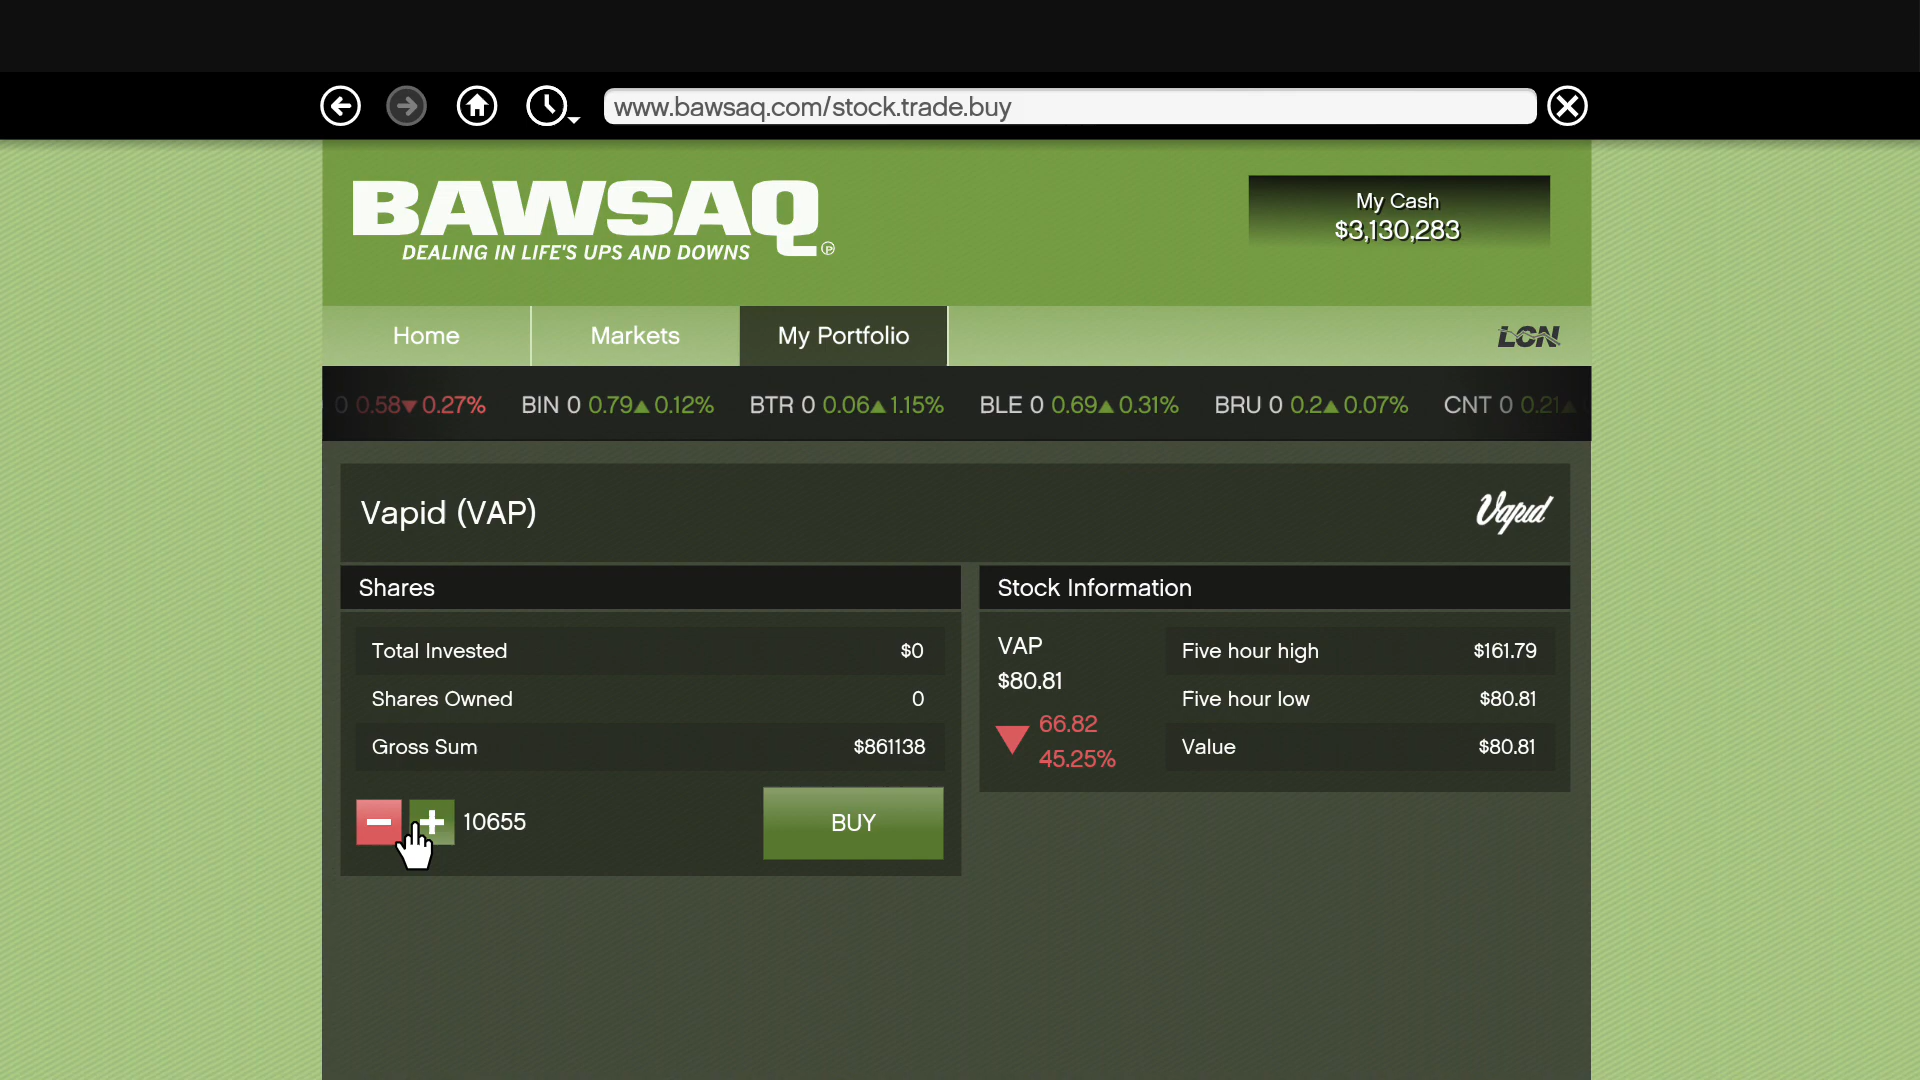 www.bawsaq.com/stock.trade.buy
BAWSAQ
DEALING IN LIFE'S UPS AND DOWNS
My Cash
$3,130,283
Home
Markets
My Portfolio
LCN
0 0.58▼0.27% BIN 0 0.79▲0.12% BTR 0 0.06▲1.15% BLE 0 0.69▲0.31% BRU 0 0.2▲0.07% CNT 0 0.21▲
Vapid (VAP)
Vapid
Shares
Total Invested $0
Shares Owned 0
Gross Sum $861138
10655
BUY
Stock Information
VAP
$80.81
66.82
45.25%
Five hour high $161.79
Five hour low $80.81
Value $80.81